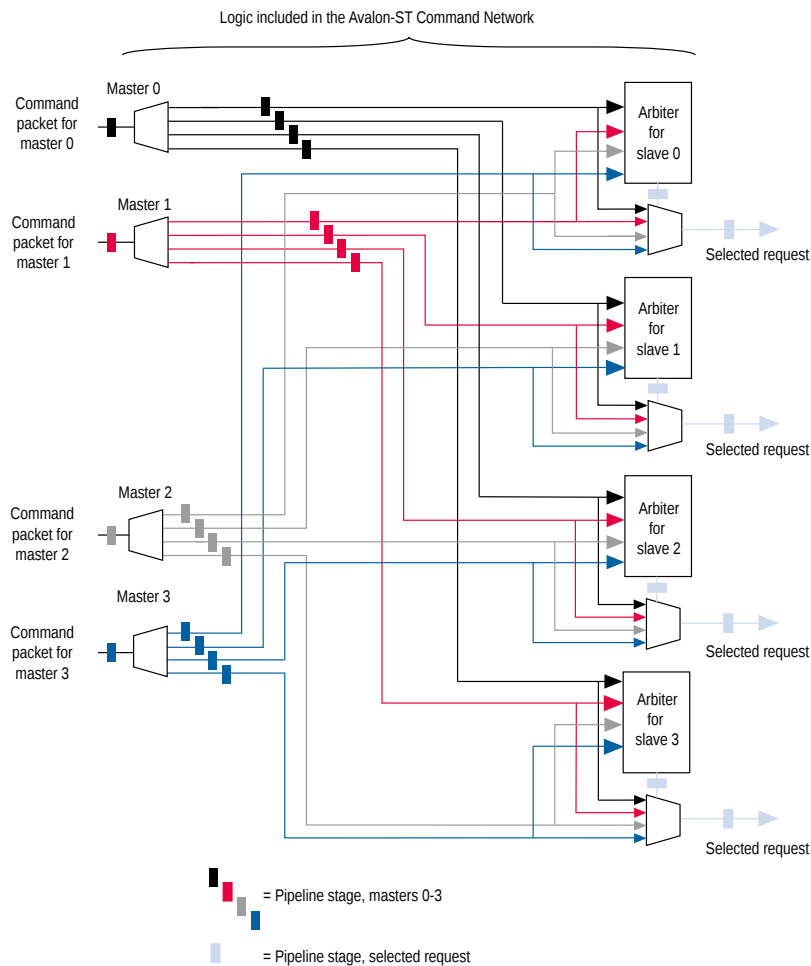 Logic included in the Avalon-ST Command Network
Master 0
Command
packet for
master 0
Arbiter
for
slave 0
Master 1
Command
packet for
master 1
Selected request
Arbiter
for
slave 1
Selected request
Master 2
Command
packet for
master 2
Arbiter
for
slave 2
Master 3
Command
packet for
master 3
Selected request
Arbiter
for
slave 3
Selected request
= Pipeline stage, masters 0-3
= Pipeline stage, selected request